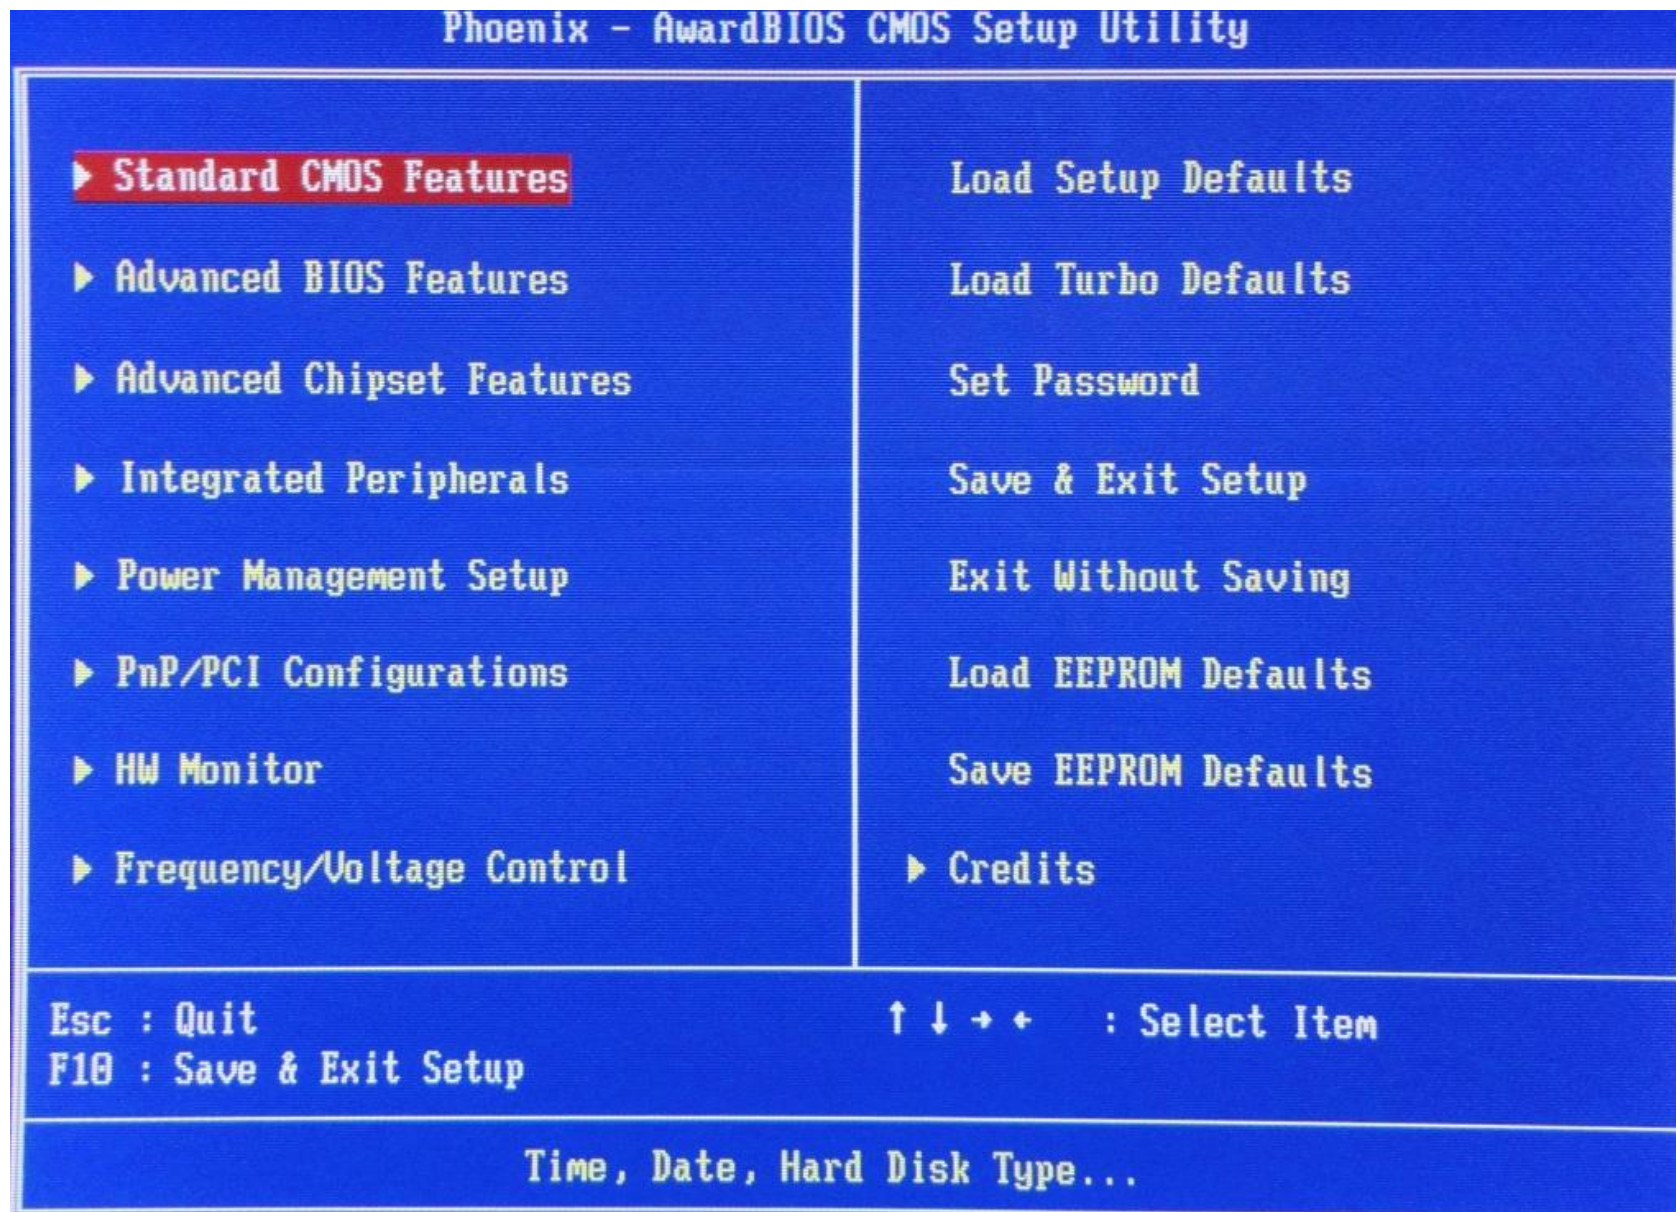 Phoenix - AwardBIOS CMOS Setup Utility
▶ Standard CMOS Features
▶ Advanced BIOS Features
▶ Advanced Chipset Features
▶ Integrated Peripherals
▶ Power Management Setup
▶ PnP/PCI Configurations
▶ HW Monitor
▶ Frequency/Voltage Control
Load Setup Defaults
Load Turbo Defaults
Set Password
Save & Exit Setup
Exit Without Saving
Load EEPROM Defaults
Save EEPROM Defaults
▶ Credits
Esc : Quit
F10 : Save & Exit Setup
↑ ↓ → ← : Select Item
Time, Date, Hard Disk Type...